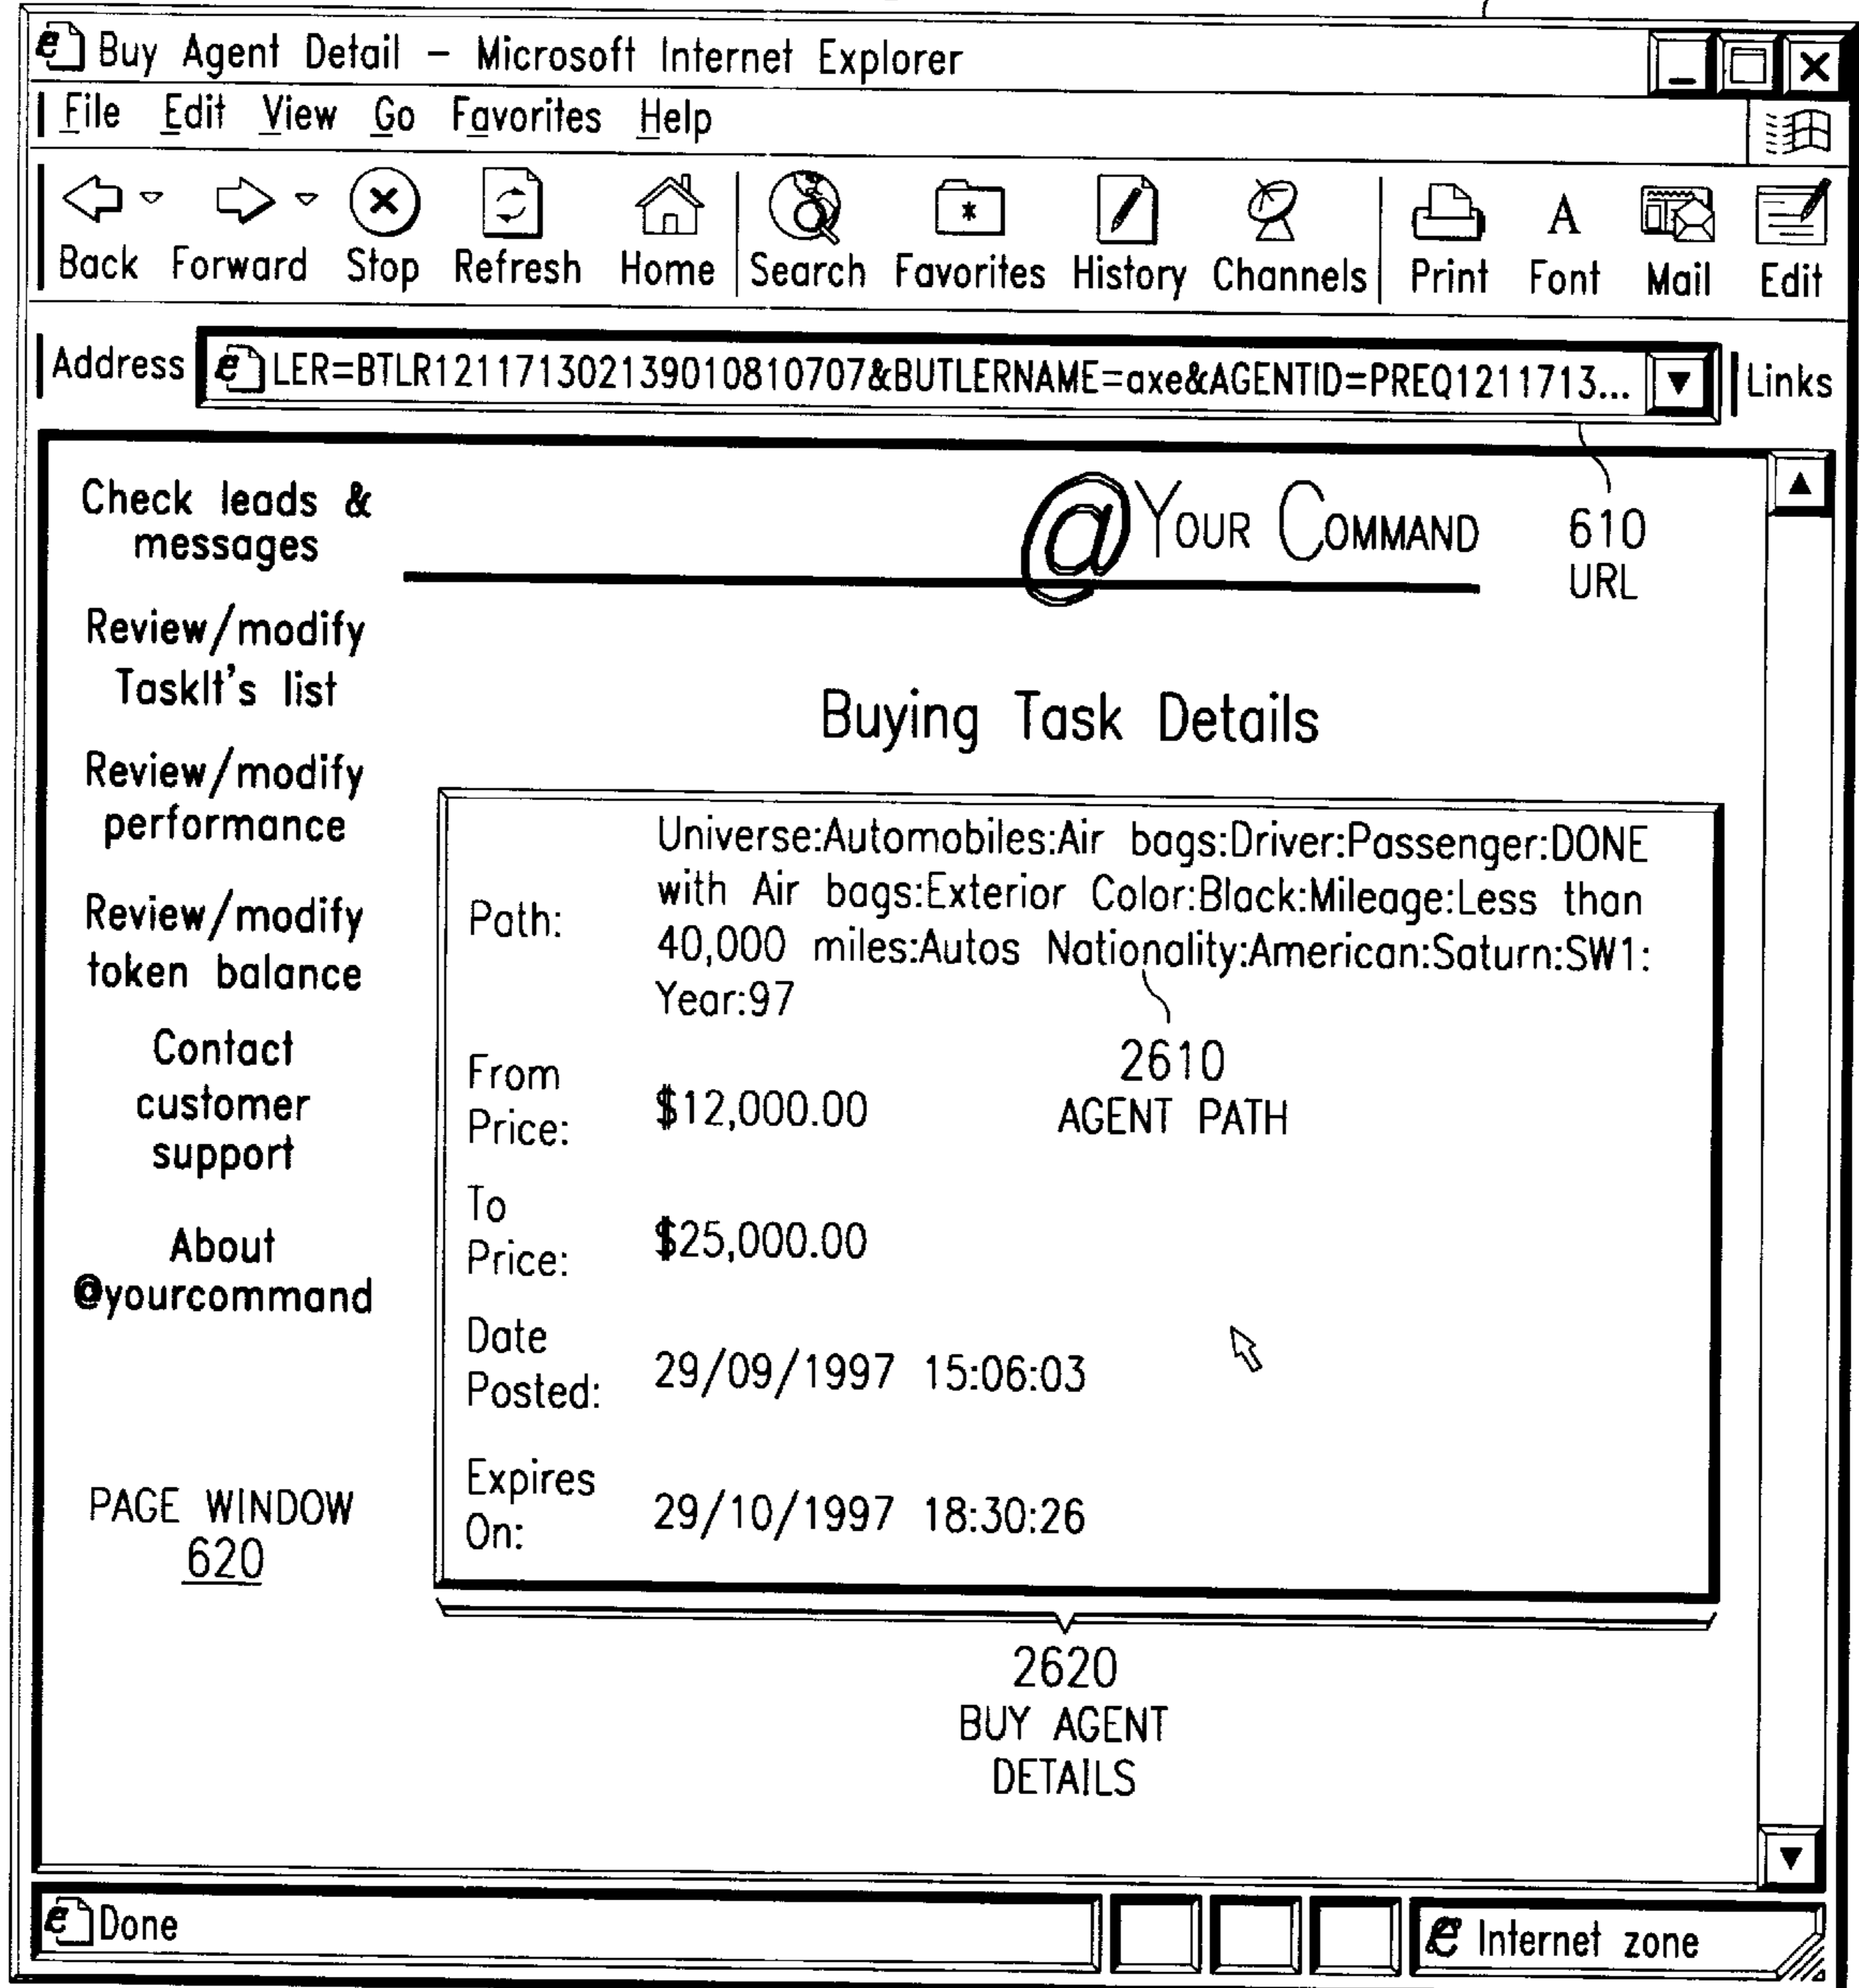 Buy Agent Detail – Microsoft Internet Explorer
File Edit View Go Favorites Help
Back Forward Stop Refresh Home Search Favorites History Channels Print Font Mail Edit
Address LER=BTLR121171302139010810707&BUTLERNAME=axe&AGENTID=PREQ1211713... Links
Check leads &
messages
@YOUR COMMAND
610
URL
Review/modify
TaskIt's list
Review/modify
performance
Review/modify
token balance
Contact
customer
support
About
@yourcommand
PAGE WINDOW
620
Buying Task Details
Path:
Universe:Automobiles:Air bags:Driver:Passenger:DONE
with Air bags:Exterior Color:Black:Mileage:Less than
40,000 miles:Autos Nationality:American:Saturn:SW1:
Year:97
2610
AGENT PATH
From
Price: $12,000.00
To
Price: $25,000.00
Date
Posted: 29/09/1997 15:06:03
Expires
On: 29/10/1997 18:30:26
2620
BUY AGENT
DETAILS
Done
Internet zone